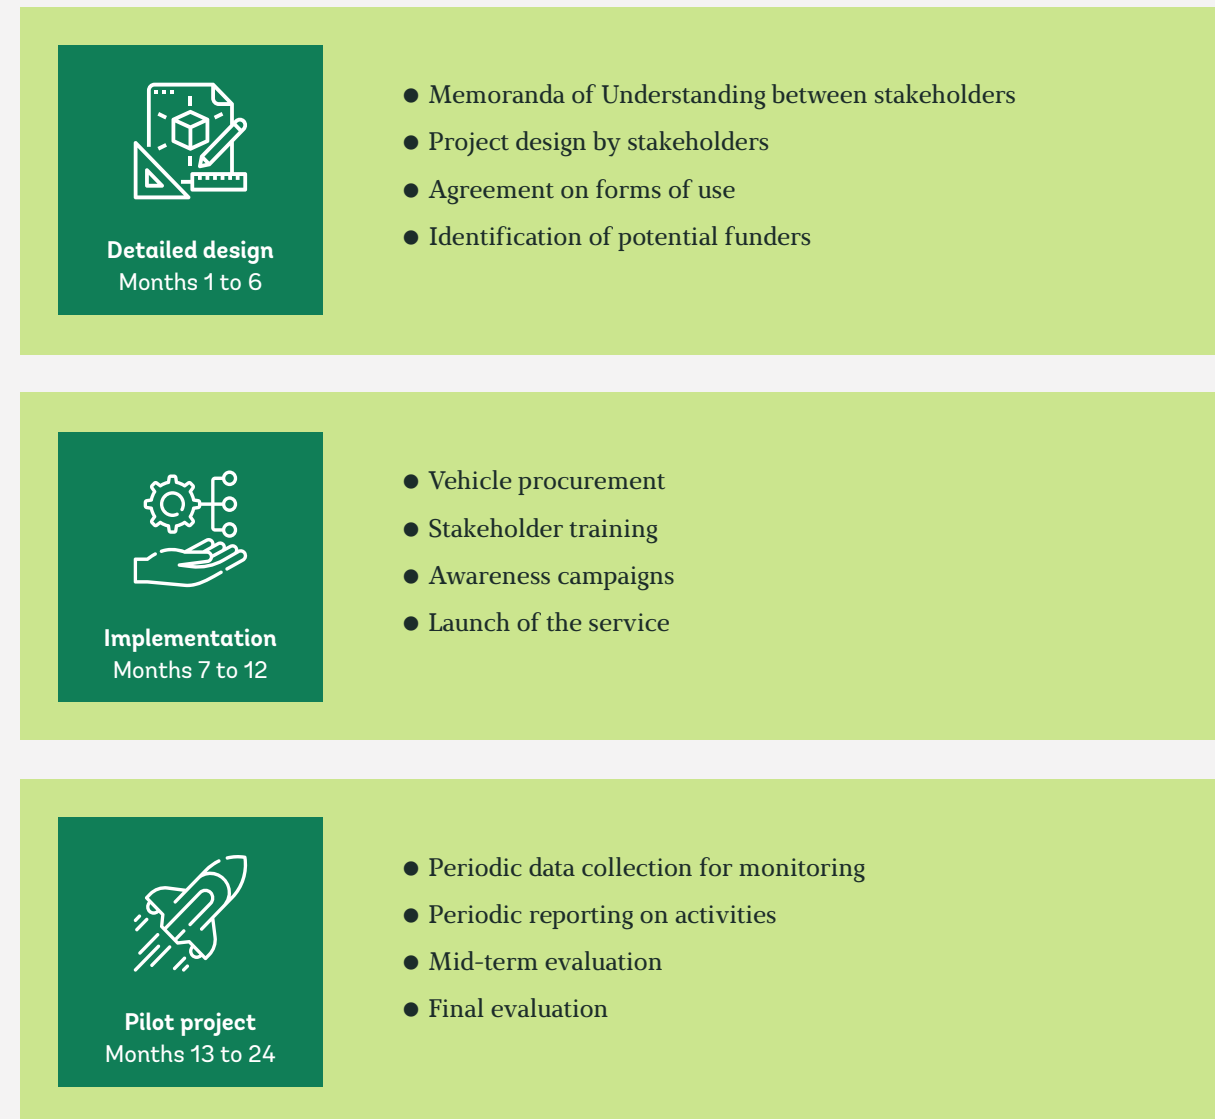 Detailed design
Months 1 to 6
● Memoranda of Understanding between stakeholders
● Project design by stakeholders
● Agreement on forms of use
● Identification of potential funders
Implementation
Months 7 to 12
● Vehicle procurement
● Stakeholder training
● Awareness campaigns
● Launch of the service
Pilot project
Months 13 to 24
● Periodic data collection for monitoring
● Periodic reporting on activities
● Mid-term evaluation
● Final evaluation